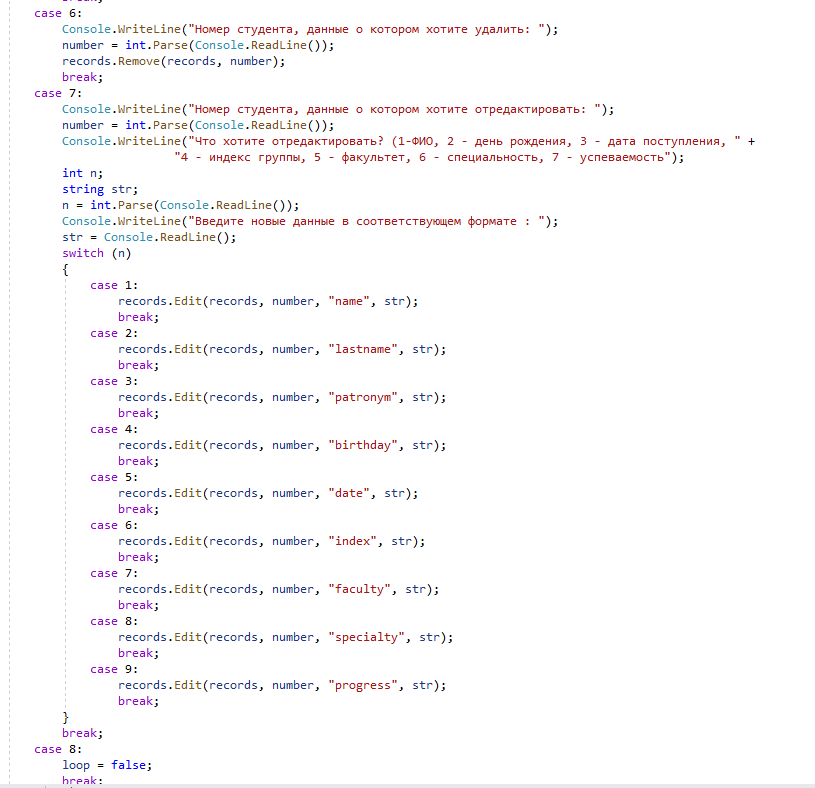 break;
case 6:
Console.WriteLine("Номер студента, данные о котором хотите удалить: ");
number = int.Parse(Console.ReadLine());
records.Remove(records, number);
break;
case 7:
Console.WriteLine("Номер студента, данные о котором хотите отредактировать: ");
number = int.Parse(Console.ReadLine());
Console.WriteLine("Что хотите отредактировать? (1-ФИО, 2 - день рождения, 3 - дата поступления, " +
"4 - индекс группы, 5 - факультет, 6 - специальность, 7 - успеваемость");
int n;
string str;
n = int.Parse(Console.ReadLine());
Console.WriteLine("Введите новые данные в соответствующем формате : ");
str = Console.ReadLine();
switch (n)
{
case 1:
records.Edit(records, number, "name", str);
break;
case 2:
records.Edit(records, number, "lastname", str);
break;
case 3:
records.Edit(records, number, "patronym", str);
break;
case 4:
records.Edit(records, number, "birthday", str);
break;
case 5:
records.Edit(records, number, "date", str);
break;
case 6:
records.Edit(records, number, "index", str);
break;
case 7:
records.Edit(records, number, "faculty", str);
break;
case 8:
records.Edit(records, number, "specialty", str);
break;
case 9:
records.Edit(records, number, "progress", str);
break;
}
break;
case 8:
loop = false;
break;